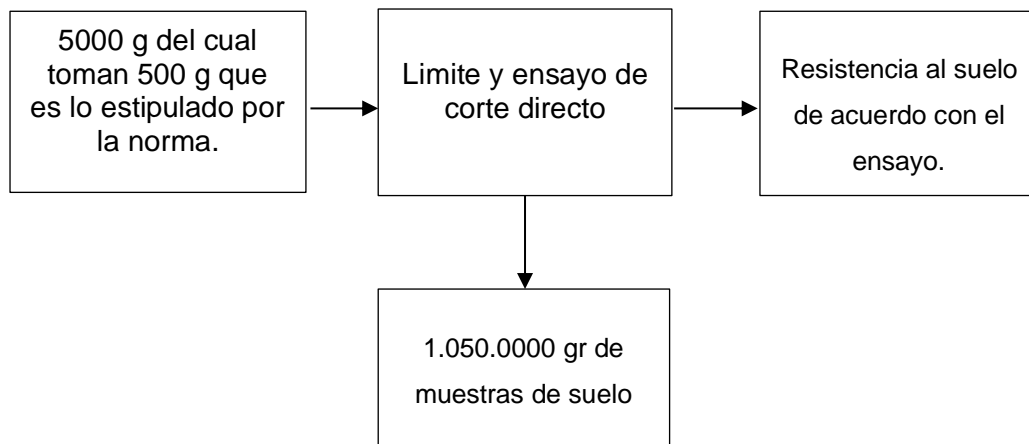 5000 g del cual
toman 500 g que
es lo estipulado por
la norma.
Limite y ensayo de
corte directo
Resistencia al suelo
de acuerdo con el
ensayo.
1.050.0000 gr de
muestras de suelo